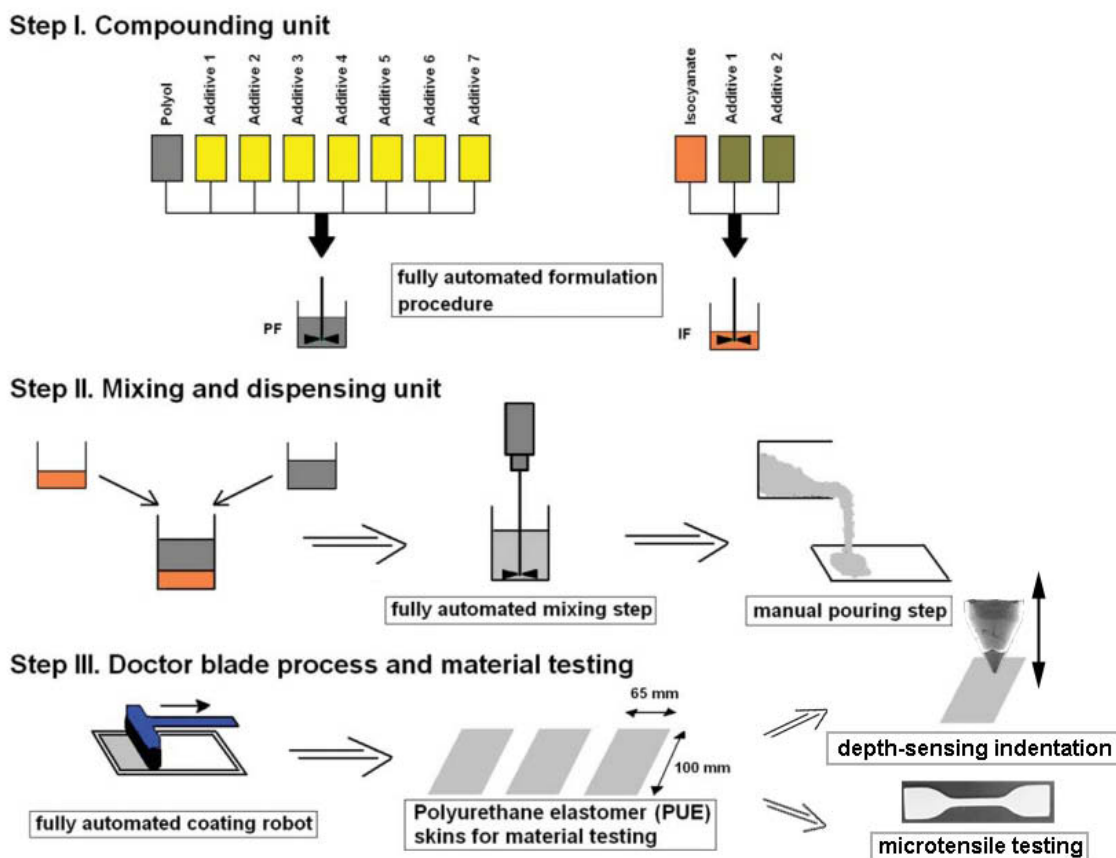 Step I. Compounding unit
Polyol
Additive 1
Additive 2
Additive 3
Additive 4
Additive 5
Additive 6
Additive 7
Isocyanate
Additive 1
Additive 2
fully automated formulation
procedure
PF
IF
Step II. Mixing and dispensing unit
fully automated mixing step
manual pouring step
Step III. Doctor blade process and material testing
65 mm
100 mm
fully automated coating robot
Polyurethane elastomer (PUE)
skins for material testing
depth-sensing indentation
microtensile testing